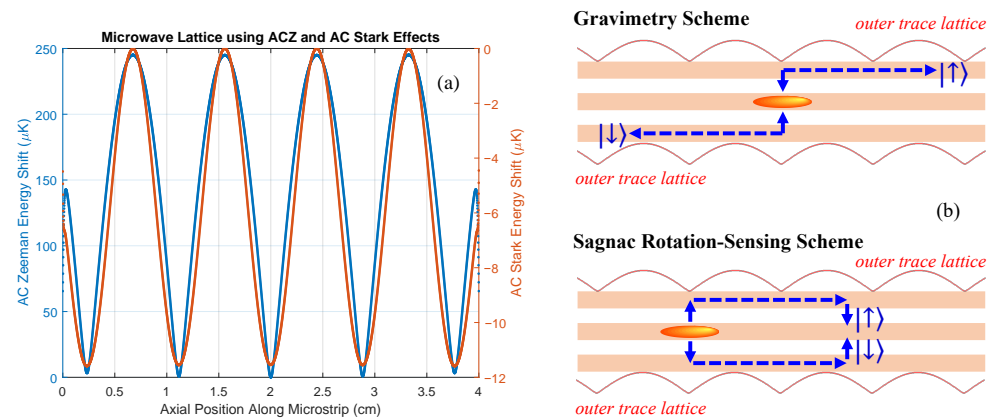 Microwave Lattice using ACZ and AC Stark Effects
(a)
AC Zeeman Energy Shift (μK)
250
200
150
100
50
0
AC Stark Energy Shift (μK)
0
−2
−4
−6
−8
−10
−12
0 0.5 1 1.5 2 2.5 3 3.5 4
Axial Position Along Microstrip (cm)
Gravimetry Scheme
outer trace lattice
|↑⟩
|↓⟩
outer trace lattice
(b)
Sagnac Rotation-Sensing Scheme
outer trace lattice
|↑⟩
|↓⟩
outer trace lattice